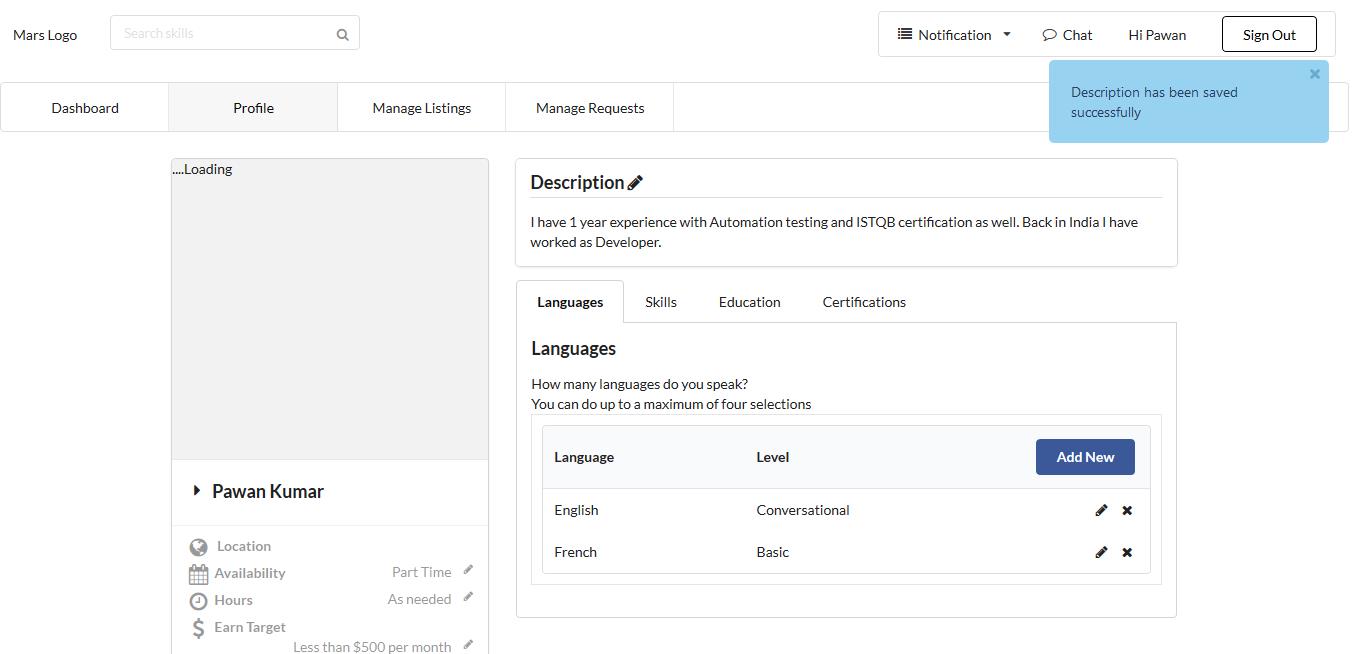 Mars Logo
Search skills
Notification
Chat
Hi Pawan
Sign Out
Description has been saved
successfully
Dashboard
Profile
Manage Listings
Manage Requests
....Loading
Pawan Kumar
Location
Availability
Part Time
Hours
As needed
Earn Target
Less than $500 per month
Description
I have 1 year experience with Automation testing and ISTQB certification as well. Back in India I have
worked as Developer.
Languages
Skills
Education
Certifications
Languages
How many languages do you speak?
You can do up to a maximum of four selections
Language
Level
Add New
English
Conversational
French
Basic